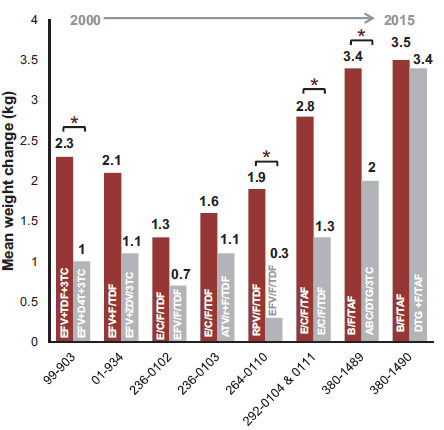 2000
2015
Mean weight change (kg)
4
3.5
3
2.5
2
1.5
1
0.5
0
*
2.3
1
2.1
1.1
1.3
0.7
1.6
1.1
*
1.9
0.3
*
2.8
1.3
*
3.4
2
3.5
3.4
EFV+TDF+3TC
EFV+D4T+3TC
EFV+F/TDF
EFV+ZDV/3TC
E/C/F/TDF
EFV/F/TDF
E/C/F/TDF
ATV/r+F/TDF
RPV/F/TDF
EFV/F/TDF
E/C/F/TAF
E/C/F/TDF
B/F/TAF
ABC/DTG/3TC
B/F/TAF
DTG +F/TAF
99-903
01-934
236-0102
236-0103
264-0110
292-0104 & 0111
380-1489
380-1490